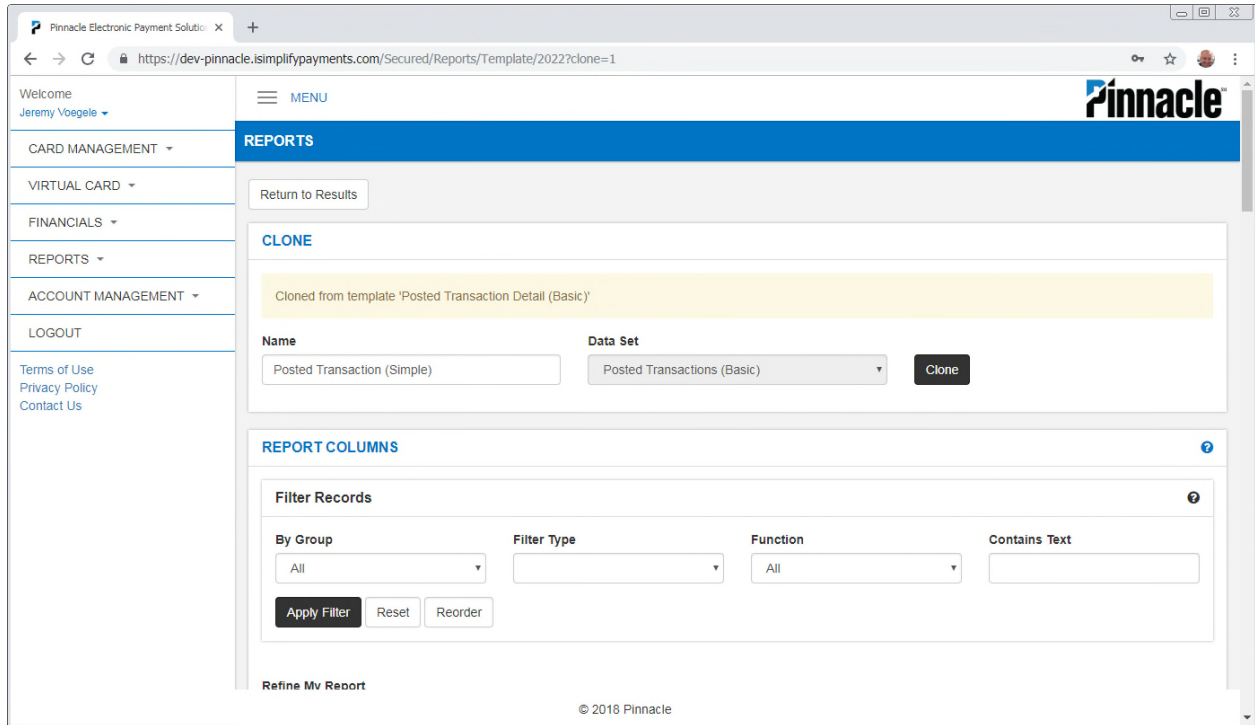 Pinnacle Electronic Payment Solutio
https://dev-pinnacle.isimplifypayments.com/Secured/Reports/Template/2022?clone=1
Welcome
Jeremy Voegele
MENU
Pinnacle
CARD MANAGEMENT
VIRTUAL CARD
FINANCIALS
REPORTS
ACCOUNT MANAGEMENT
LOGOUT
Terms of Use
Privacy Policy
Contact Us
REPORTS
Return to Results
CLONE
Cloned from template 'Posted Transaction Detail (Basic)'
Name Data Set
Posted Transaction (Simple) Posted Transactions (Basic) Clone
REPORT COLUMNS
Filter Records
By Group Filter Type Function Contains Text
All All
Apply Filter Reset Reorder
Refine My Report
© 2018 Pinnacle